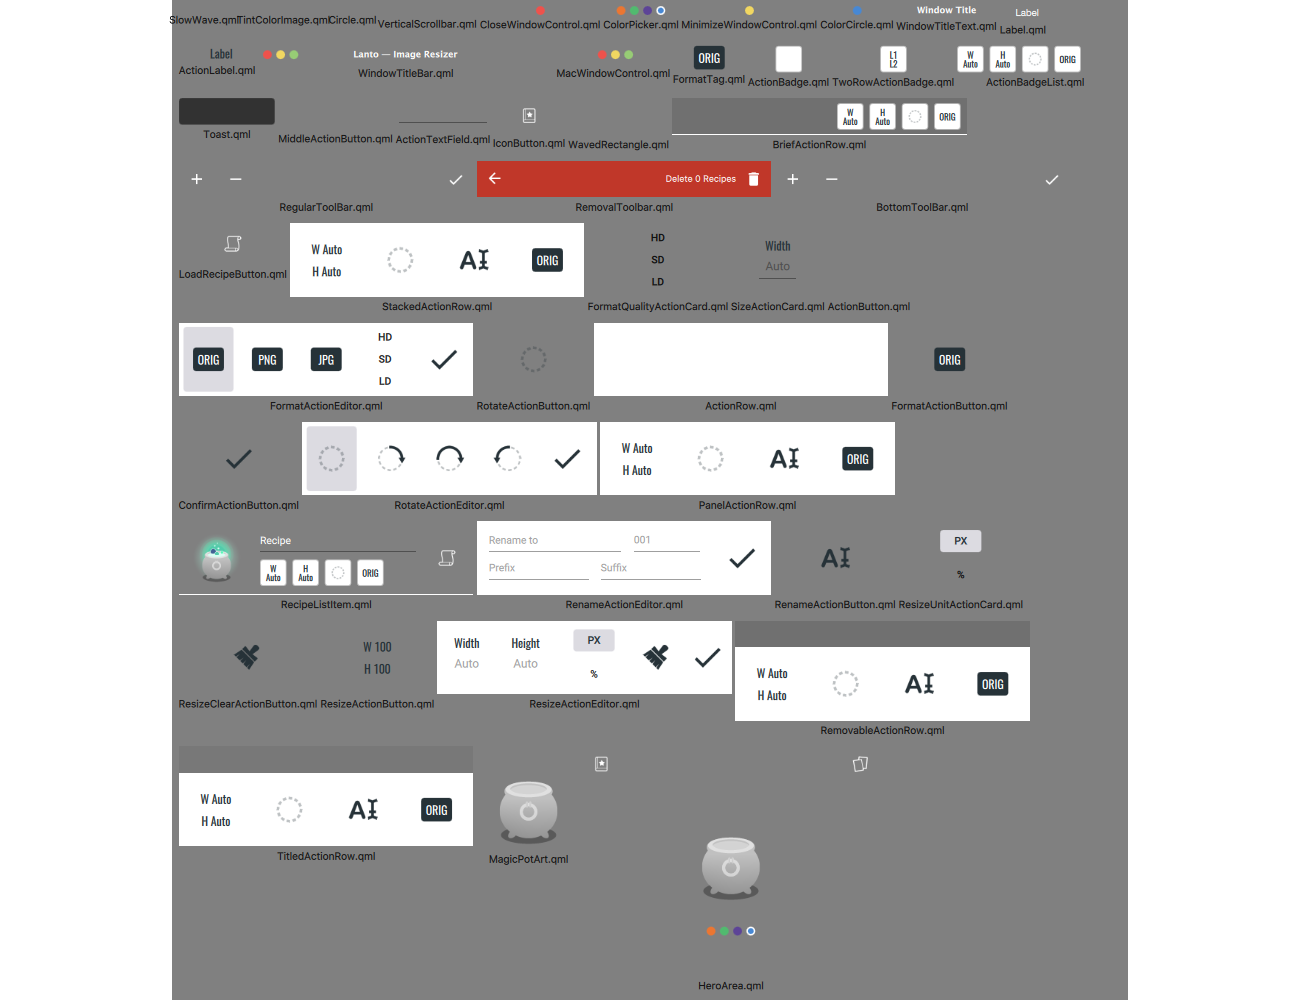 Window Title
Label
SlowWave.qml TintColorImage.qml Circle.qml VerticalScrollbar.qml CloseWindowControl.qml ColorPicker.qml MinimizeWindowControl.qml ColorCircle.qml WindowTitleText.qml Label.qml
Label
Lanto — Image Resizer
ORIG
L1
L2
W
Auto
H
Auto
ORIG
ActionLabel.qml WindowTitleBar.qml MacWindowControl.qml FormatTag.qml ActionBadge.qml TwoRowActionBadge.qml ActionBadgeList.qml
W
Auto
H
Auto
ORIG
Toast.qml MiddleActionButton.qml ActionTextField.qml IconButton.qml WavedRectangle.qml BriefActionRow.qml
Delete 0 Recipes
RegularToolBar.qml RemovalToolbar.qml BottomToolBar.qml
W Auto
H Auto
ORIG
HD
SD
LD
Width
Auto
LoadRecipeButton.qml StackedActionRow.qml FormatQualityActionCard.qml SizeActionCard.qml ActionButton.qml
ORIG
PNG
JPG
HD
SD
LD
ORIG
FormatActionEditor.qml RotateActionButton.qml ActionRow.qml FormatActionButton.qml
W Auto
H Auto
AI
ORIG
ConfirmActionButton.qml RotateActionEditor.qml PanelActionRow.qml
Recipe
W
Auto
H
Auto
ORIG
Rename to
001
Prefix
Suffix
AI
PX
%
RecipeListItem.qml RenameActionEditor.qml RenameActionButton.qml ResizeUnitActionCard.qml
W 100
H 100
Width
Auto
Height
Auto
PX
%
W Auto
H Auto
AI
ORIG
ResizeClearActionButton.qml ResizeActionButton.qml ResizeActionEditor.qml RemovableActionRow.qml
W Auto
H Auto
AI
ORIG
TitledActionRow.qml MagicPotArt.qml
HeroArea.qml